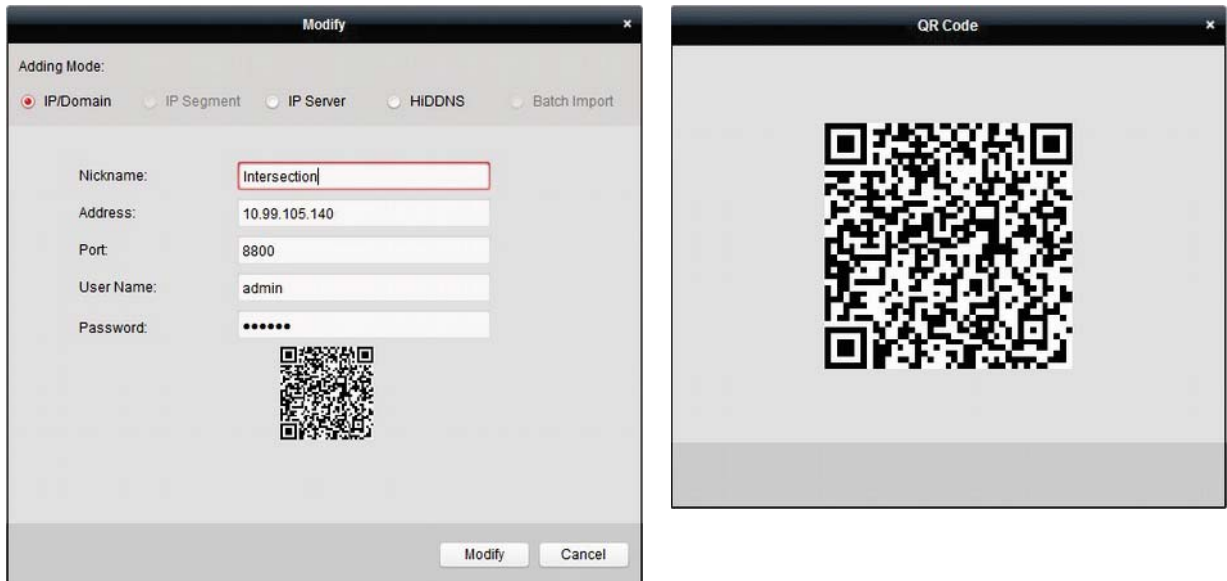 Modify
×
Adding Mode:
IP/Domain IP Segment IP Server HiDDNS Batch Import
Nickname: Intersection
Address: 10.99.105.140
Port: 8800
User Name: admin
Password: ••••••
Modify Cancel
QR Code
×